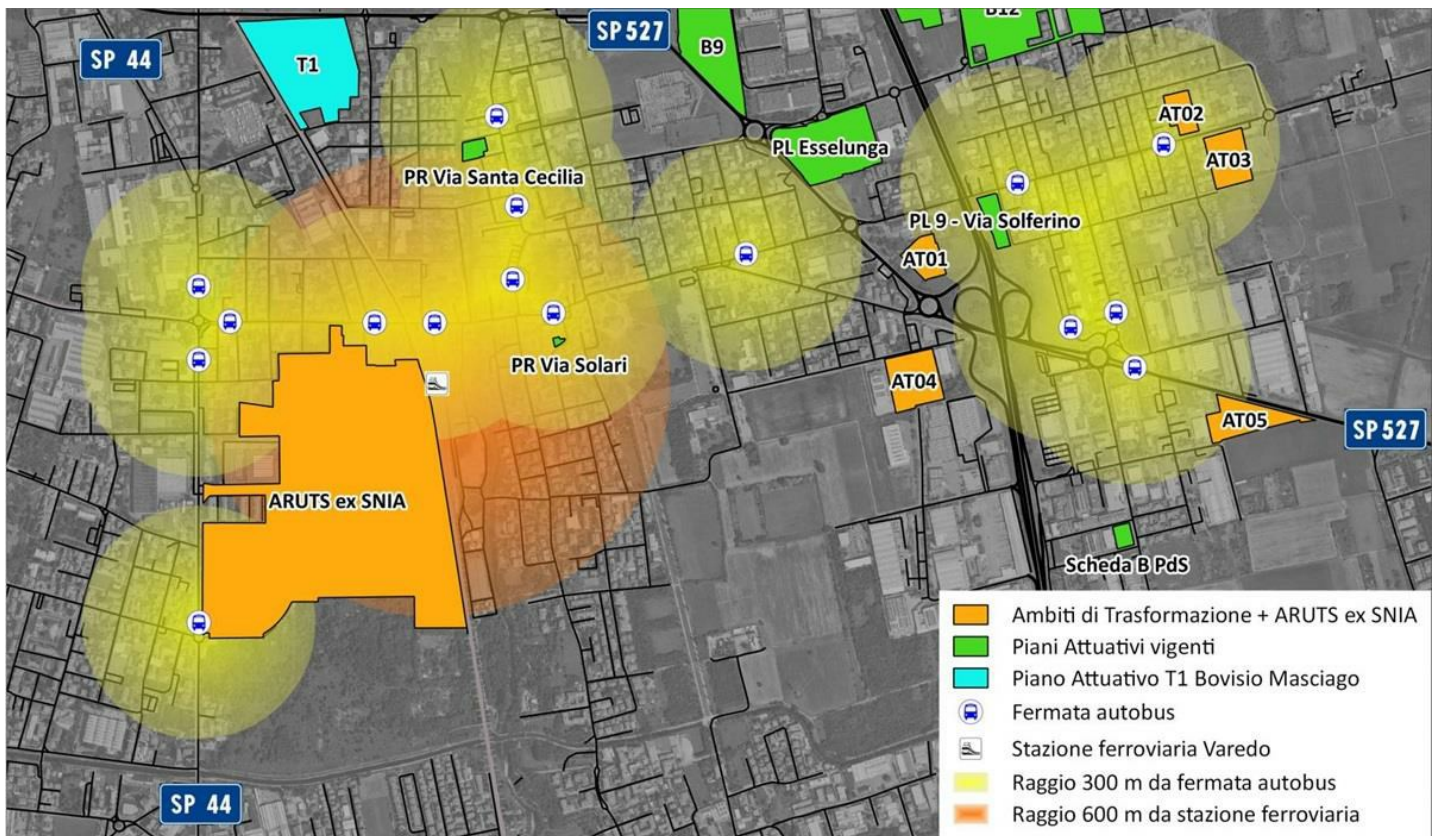 B12
SP 527
SP 44
B9
T1
AT02
PL Esselunga
AT03
PR Via Santa Cecilia
PL 9 - Via Solferino
AT01
PR Via Solari
AT04
AT05
SP 527
ARUTS ex SNIA
Scheda B PdS
SP 44
Ambiti di Trasformazione + ARUTS ex SNIA
Piani Attuativi vigenti
Piano Attuativo T1 Bovisio Masciago
Fermata autobus
Stazione ferroviaria Varedo
Raggio 300 m da fermata autobus
Raggio 600 m da stazione ferroviaria